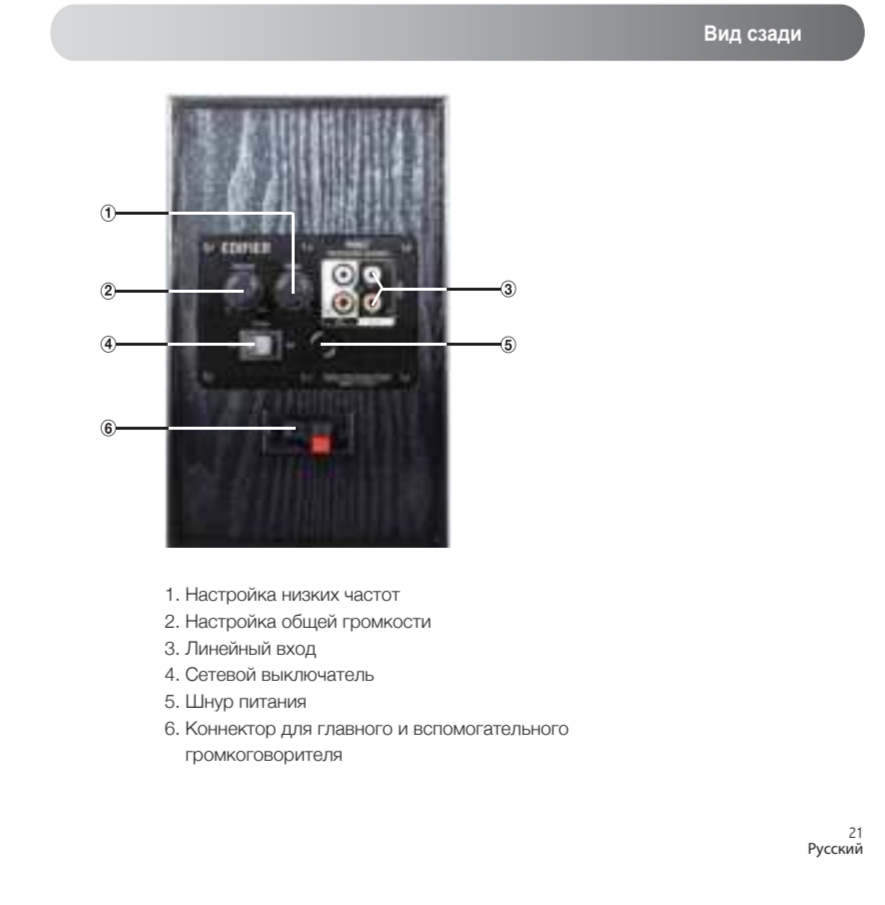 Вид сзади
EDIFIER
1
2
3
4
5
6
1. Настройка низких частот
2. Настройка общей громкости
3. Линейный вход
4. Сетевой выключатель
5. Шнур питания
6. Коннектор для главного и вспомогательного
громкоговорителя
21
Русский